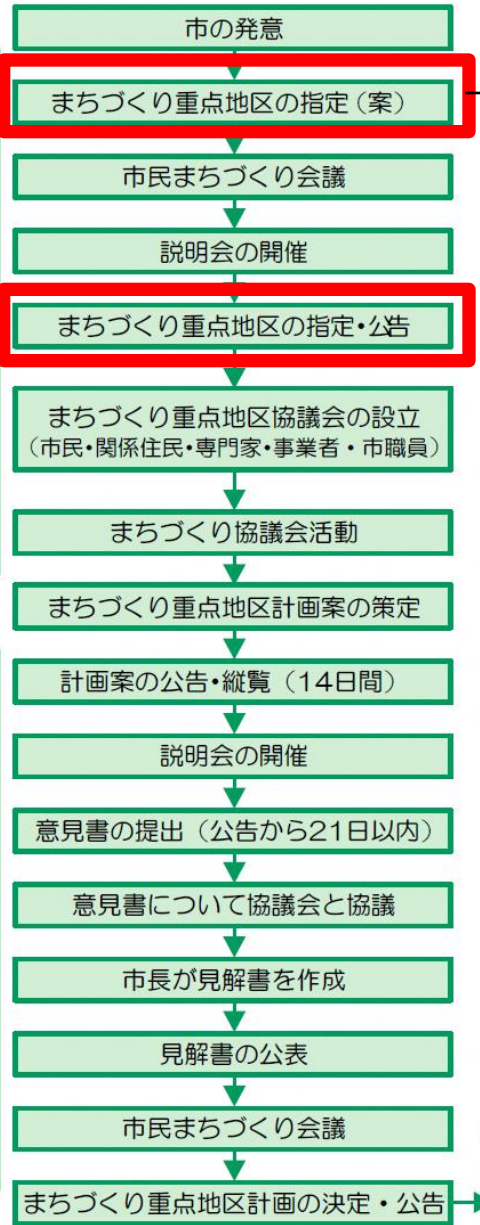 市の発意
まちづくり重点地区の指定（案）
市民まちづくり会議
説明会の開催
まちづくり重点地区の指定・公告
まちづくり重点地区協議会の設立
（市民・関係住民・専門家・事業者・市職員）
まちづくり協議会活動
まちづくり重点地区計画案の策定
計画案の公告・縦覧（14日間）
説明会の開催
意見書の提出（公告から21日以内）
意見書について協議会と協議
市長が見解書を作成
見解書の公表
市民まちづくり会議
まちづくり重点地区計画の決定・公告